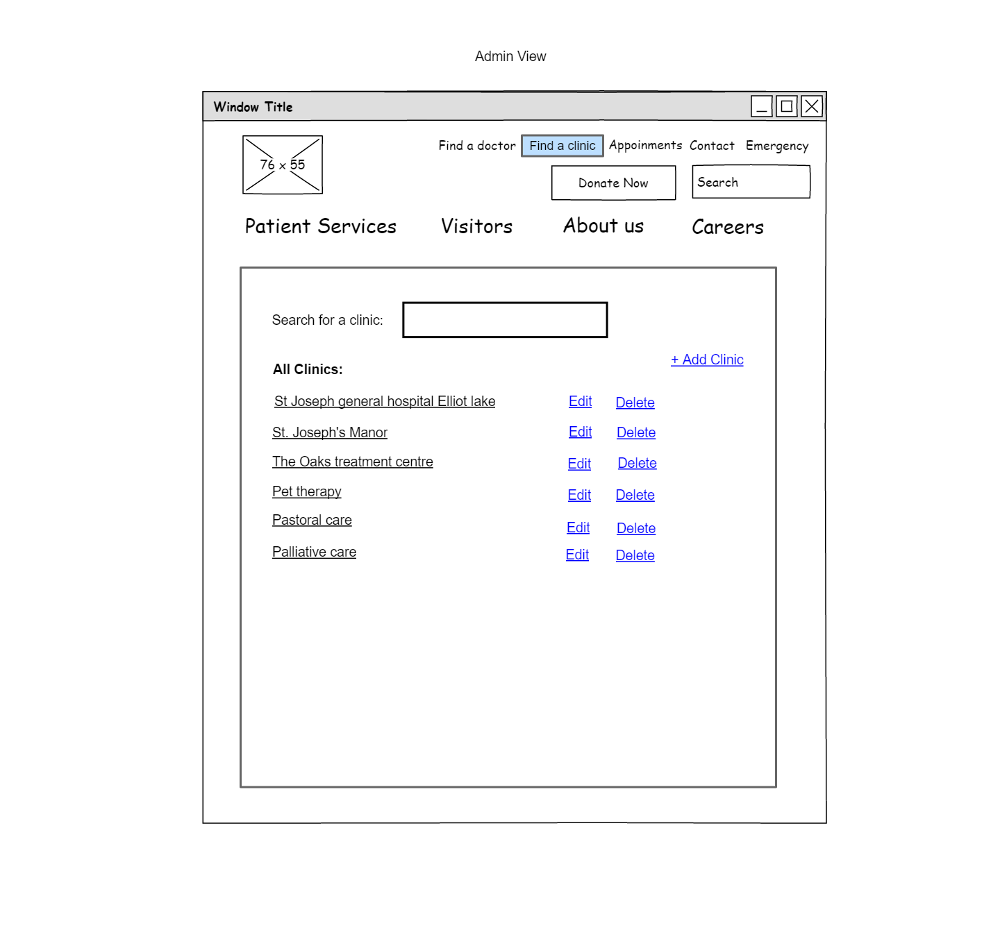 Admin View
Window Title
76 x 55
Find a doctor Find a clinic Appoinments Contact Emergency
Donate Now Search
Patient Services Visitors About us Careers
Search for a clinic:
+ Add Clinic
All Clinics:
St Joseph general hospital Elliot lake Edit Delete
St. Joseph's Manor Edit Delete
The Oaks treatment centre Edit Delete
Pet therapy Edit Delete
Pastoral care Edit Delete
Palliative care Edit Delete